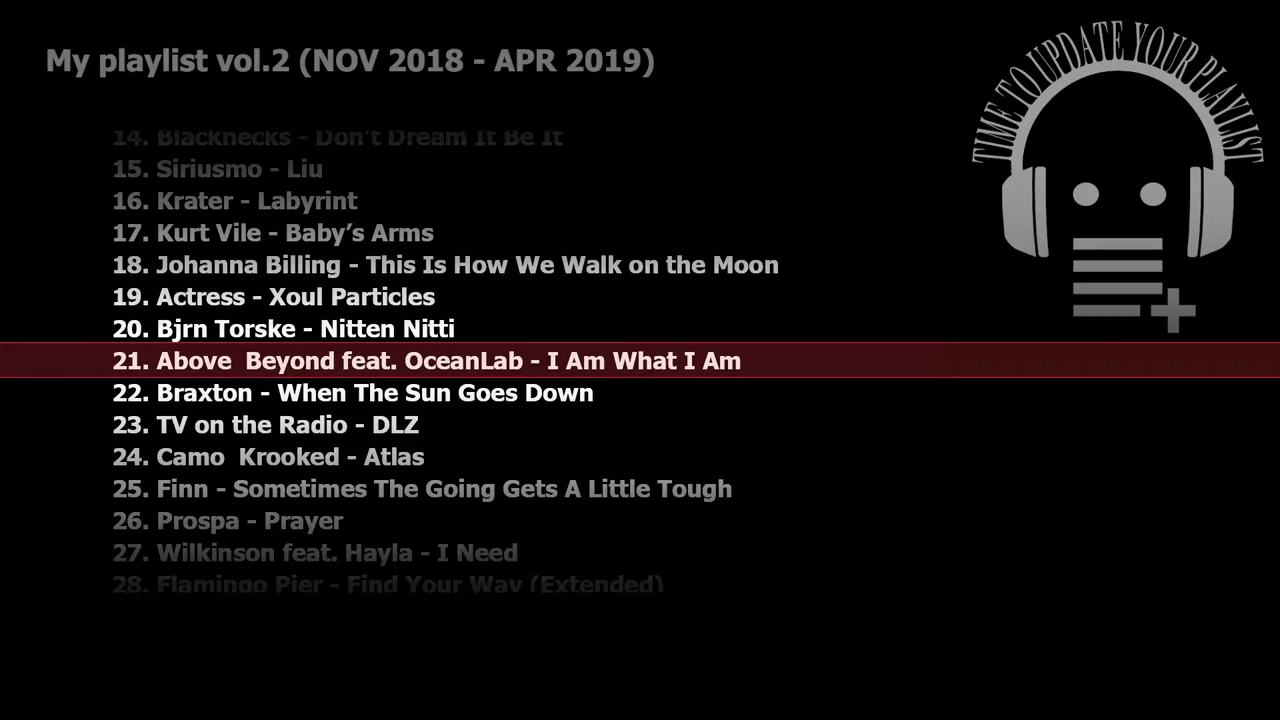 My playlist vol.2 (NOV 2018 - APR 2019)
TIME TO UPDATE YOUR PLAYLIST
14. Blacknecks - Don't Dream It Be It
15. Siriusmo - Liu
16. Krater - Labyrint
17. Kurt Vile - Baby’s Arms
18. Johanna Billing - This Is How We Walk on the Moon
19. Actress - Xoul Particles
20. Bjrn Torske - Nitten Nitti
21. Above  Beyond feat. OceanLab - I Am What I Am
22. Braxton - When The Sun Goes Down
23. TV on the Radio - DLZ
24. Camo  Krooked - Atlas
25. Finn - Sometimes The Going Gets A Little Tough
26. Prospa - Prayer
27. Wilkinson feat. Hayla - I Need
28. Flamingo Pier - Find Your Way (Extended)